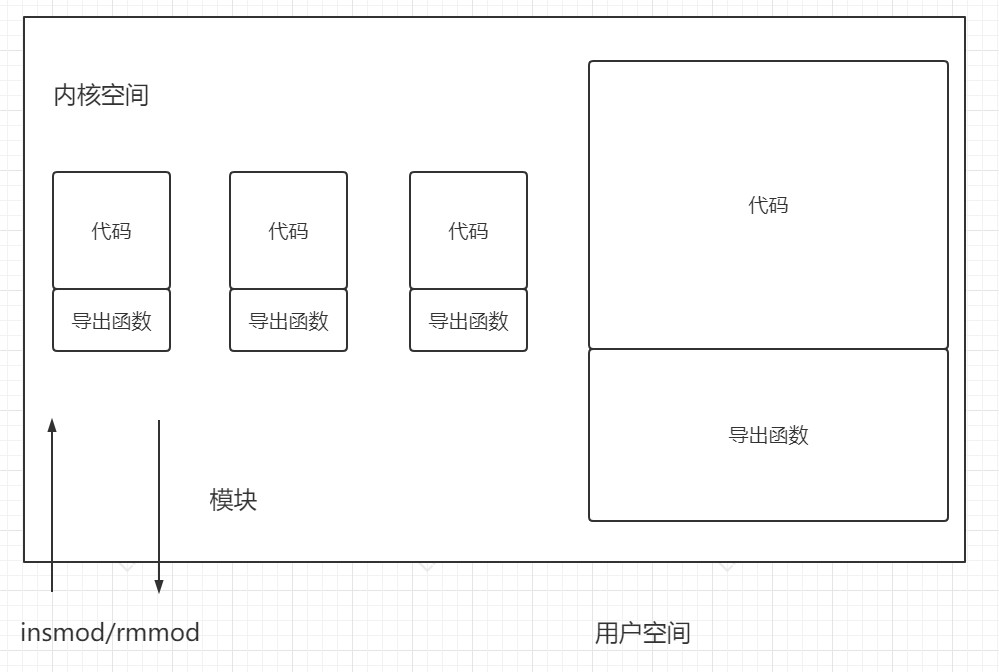 内核空间
代码
代码
代码
代码
导出函数
导出函数
导出函数
导出函数
模块
insmod/rmmod
用户空间